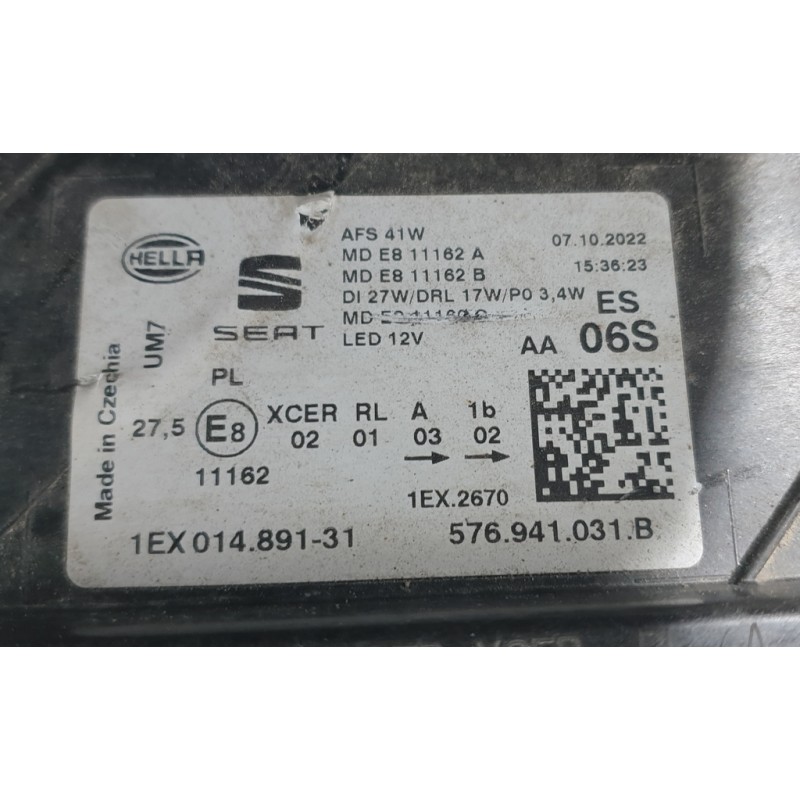 HELLA
SEAT
AFS 41W
MD E8 11162 A
MD E8 11162 B
DI 27W/DRL 17W/PO 3,4W
MD
LED 12V
07.10.2022
15:36:23
ES
AA 06S
Made in Czechia
UM7
PL
27,5 E8 XCER RL A 1b
02 01 03 02
→ →
11162
1EX.2670
1EX 014.891-31
576.941.031.B